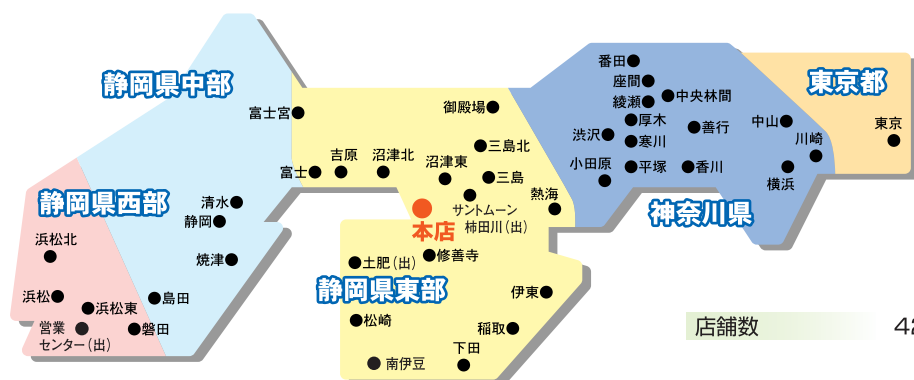 静岡県中部
静岡県西部
静岡県東部
神奈川県
東京都
浜松北
浜松
浜松東
営業
センター(出)
磐田
島田
焼津
清水
静岡
富士宮
富士
吉原
沼津北
御殿場
三島北
沼津東
三島
サントムーン
柿田川(出)
熱海
本店
土肥(出)
修善寺
松崎
南伊豆
下田
稲取
伊東
番田
座間
綾瀬
中央林間
厚木
渋沢
寒川
善行
小田原
平塚
香川
中山
川崎
横浜
東京
店舗数 42